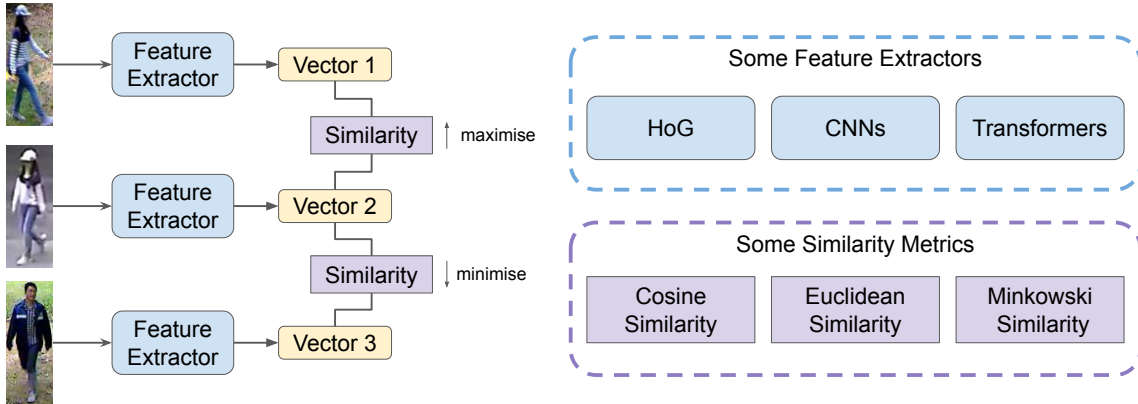 Feature
Extractor
Vector 1
Similarity
maximise
Feature
Extractor
Vector 2
Similarity
minimise
Feature
Extractor
Vector 3
Some Feature Extractors
HoG
CNNs
Transformers
Some Similarity Metrics
Cosine
Similarity
Euclidean
Similarity
Minkowski
Similarity